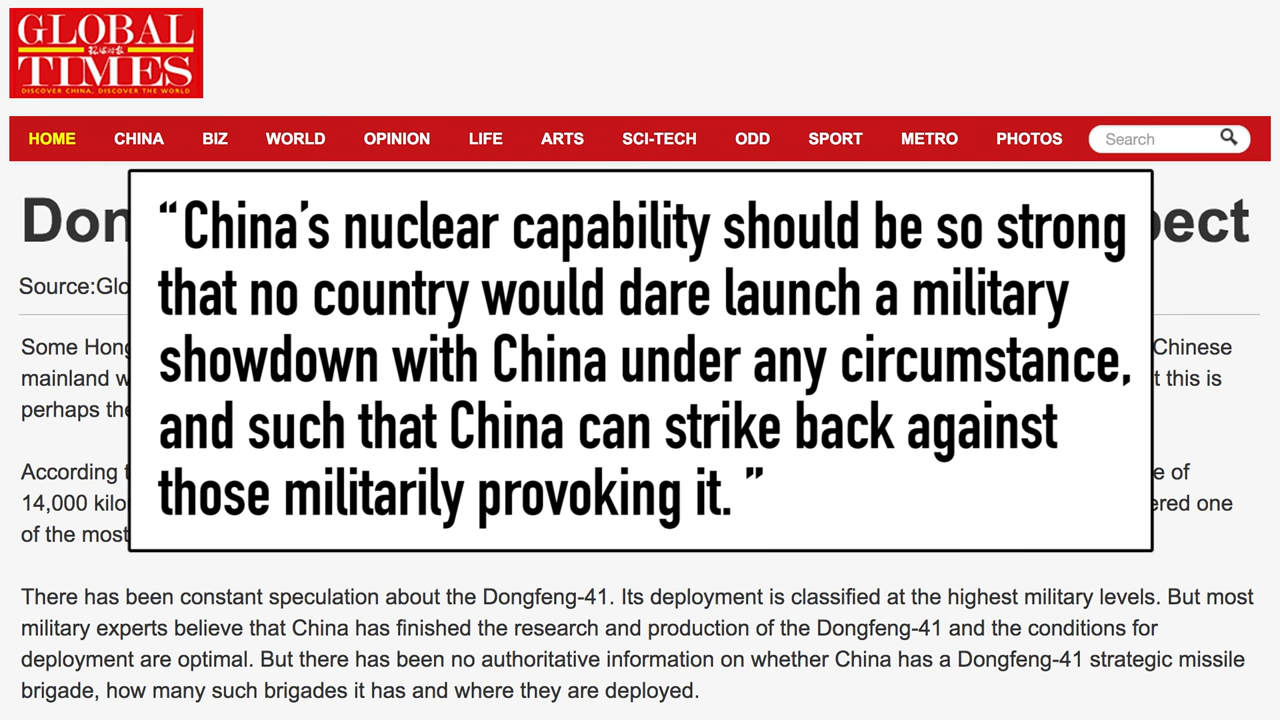 GLOBAL
TIMES
DISCOVER CHINA, DISCOVER THE WORLD
HOME CHINA BIZ WORLD OPINION LIFE ARTS SCI-TECH ODD SPORT METRO PHOTOS Search
“China’s nuclear capability should be so strong
that no country would dare launch a military
showdown with China under any circumstance,
and such that China can strike back against
those militarily provoking it. ”
Don pect
Source:Glo
Some Hong Chinese
mainland w t this is
perhaps the
According t e of
14,000 kilo ered one
of the most
There has been constant speculation about the Dongfeng-41. Its deployment is classified at the highest military levels. But most
military experts believe that China has finished the research and production of the Dongfeng-41 and the conditions for
deployment are optimal. But there has been no authoritative information on whether China has a Dongfeng-41 strategic missile
brigade, how many such brigades it has and where they are deployed.